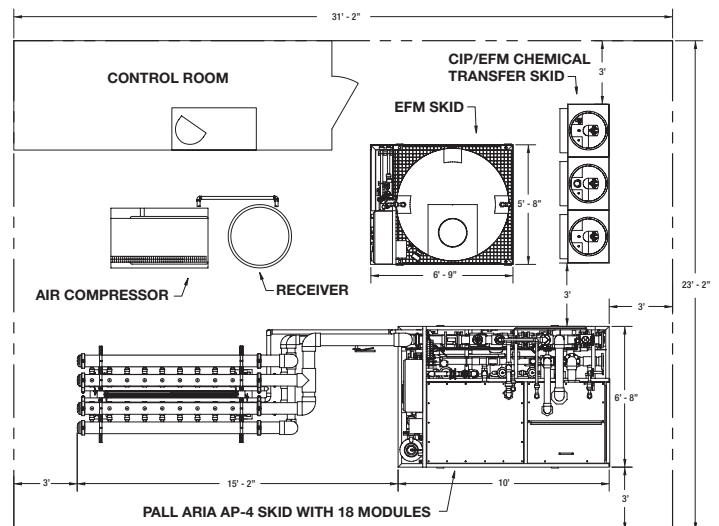 31' - 2"
CONTROL ROOM
CIP/EFM CHEMICAL
TRANSFER SKID
3'
EFM SKID
5' - 8"
6' - 9"
AIR COMPRESSOR
RECEIVER
3'
3'
23' - 2"
6' - 8"
3'
15' - 2"
10'
3'
PALL ARIA AP-4 SKID WITH 18 MODULES